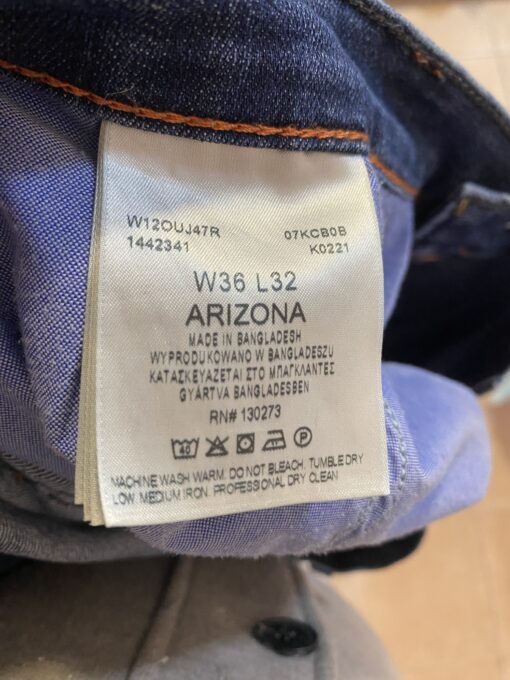 W12OUJ47R 07KCB0B
1442341 K0221
W36 L32
ARIZONA
MADE IN BANGLADESH
WYPRODUKOWANO W BANGLADESZU
ΚΑΤΑΣΚΕΥΑΖΕΤΑΙ ΣΤΟ ΜΠΑΓΚΛΑΝΤΕΣ
GYÁRTVA BANGLADESBEN
RN# 130273
40 P
MACHINE WASH WARM. DO NOT BLEACH. TUMBLE DRY
LOW. MEDIUM IRON. PROFESSIONAL DRY CLEAN